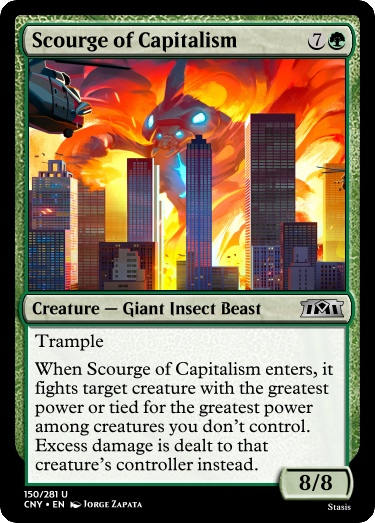 Scourge of Capitalism 7
Creature — Giant Insect Beast
Trample
When Scourge of Capitalism enters, it
fights target creature with the greatest
power or tied for the greatest power
among creatures you don't control.
Excess damage is dealt to that
creature's controller instead.
8/8
150/281 U
CNY • EN Jorge Zapata
Stasis